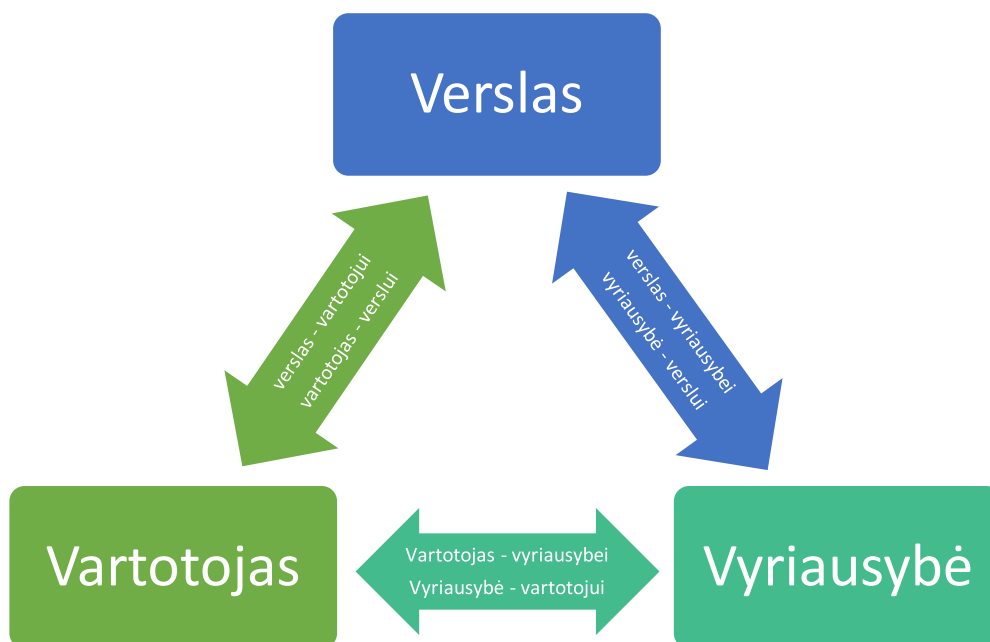 Verslas
verslas - vartotojui
vartotojas - verslui
verslas - vyriausybei
vyriausybė - verslui
Vartotojas
Vartotojas - vyriausybei
Vyriausybė - vartotojui
Vyriausybė